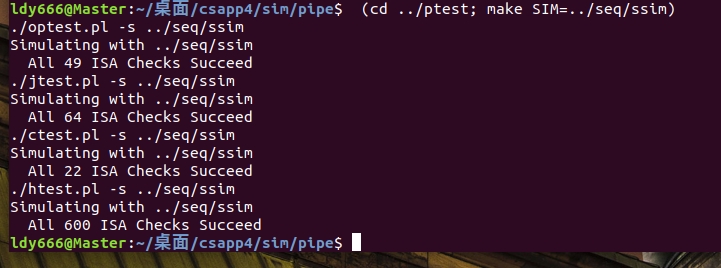 ldy666@Master:~/桌面/csapp4/sim/pipe$  (cd ../ptest; make SIM=../seq/ssim)
./optest.pl -s ../seq/ssim
Simulating with ../seq/ssim
  All 49 ISA Checks Succeed
./jtest.pl -s ../seq/ssim
Simulating with ../seq/ssim
  All 64 ISA Checks Succeed
./ctest.pl -s ../seq/ssim
Simulating with ../seq/ssim
  All 22 ISA Checks Succeed
./htest.pl -s ../seq/ssim
Simulating with ../seq/ssim
  All 600 ISA Checks Succeed
ldy666@Master:~/桌面/csapp4/sim/pipe$